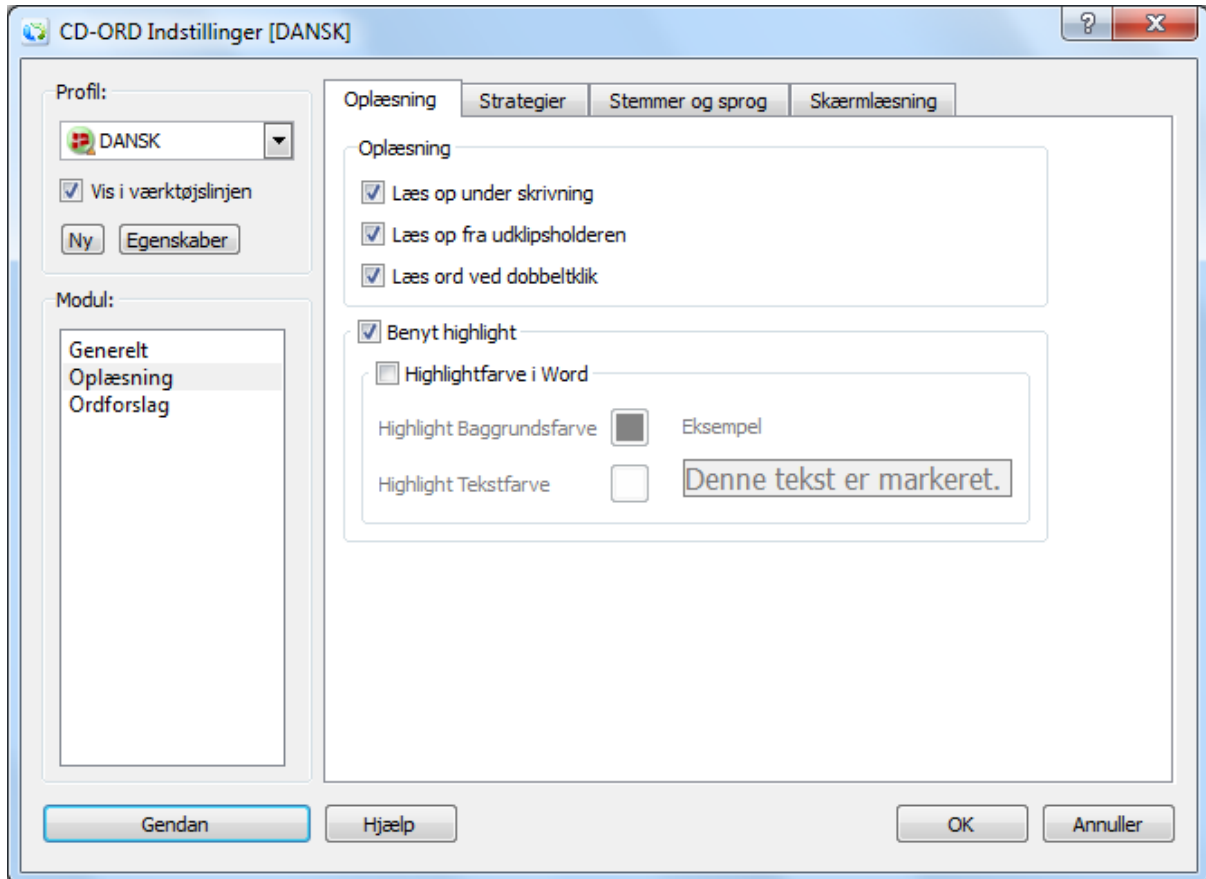 CD-ORD Indstillinger [DANSK]
Profil:
DANSK
Vis i værktøjslinjen
Ny Egenskaber
Modul:
Generelt
Oplæsning
Ordforslag
Oplæsning Strategier Stemmer og sprog Skærmlæsning
Oplæsning
Læs op under skrivning
Læs op fra udklipsholderen
Læs ord ved dobbeltklik
Benyt highlight
Highlightfarve i Word
Highlight Baggrundsfarve Eksempel
Highlight Tekstfarve Denne tekst er markeret.
Gendan Hjælp OK Annuller